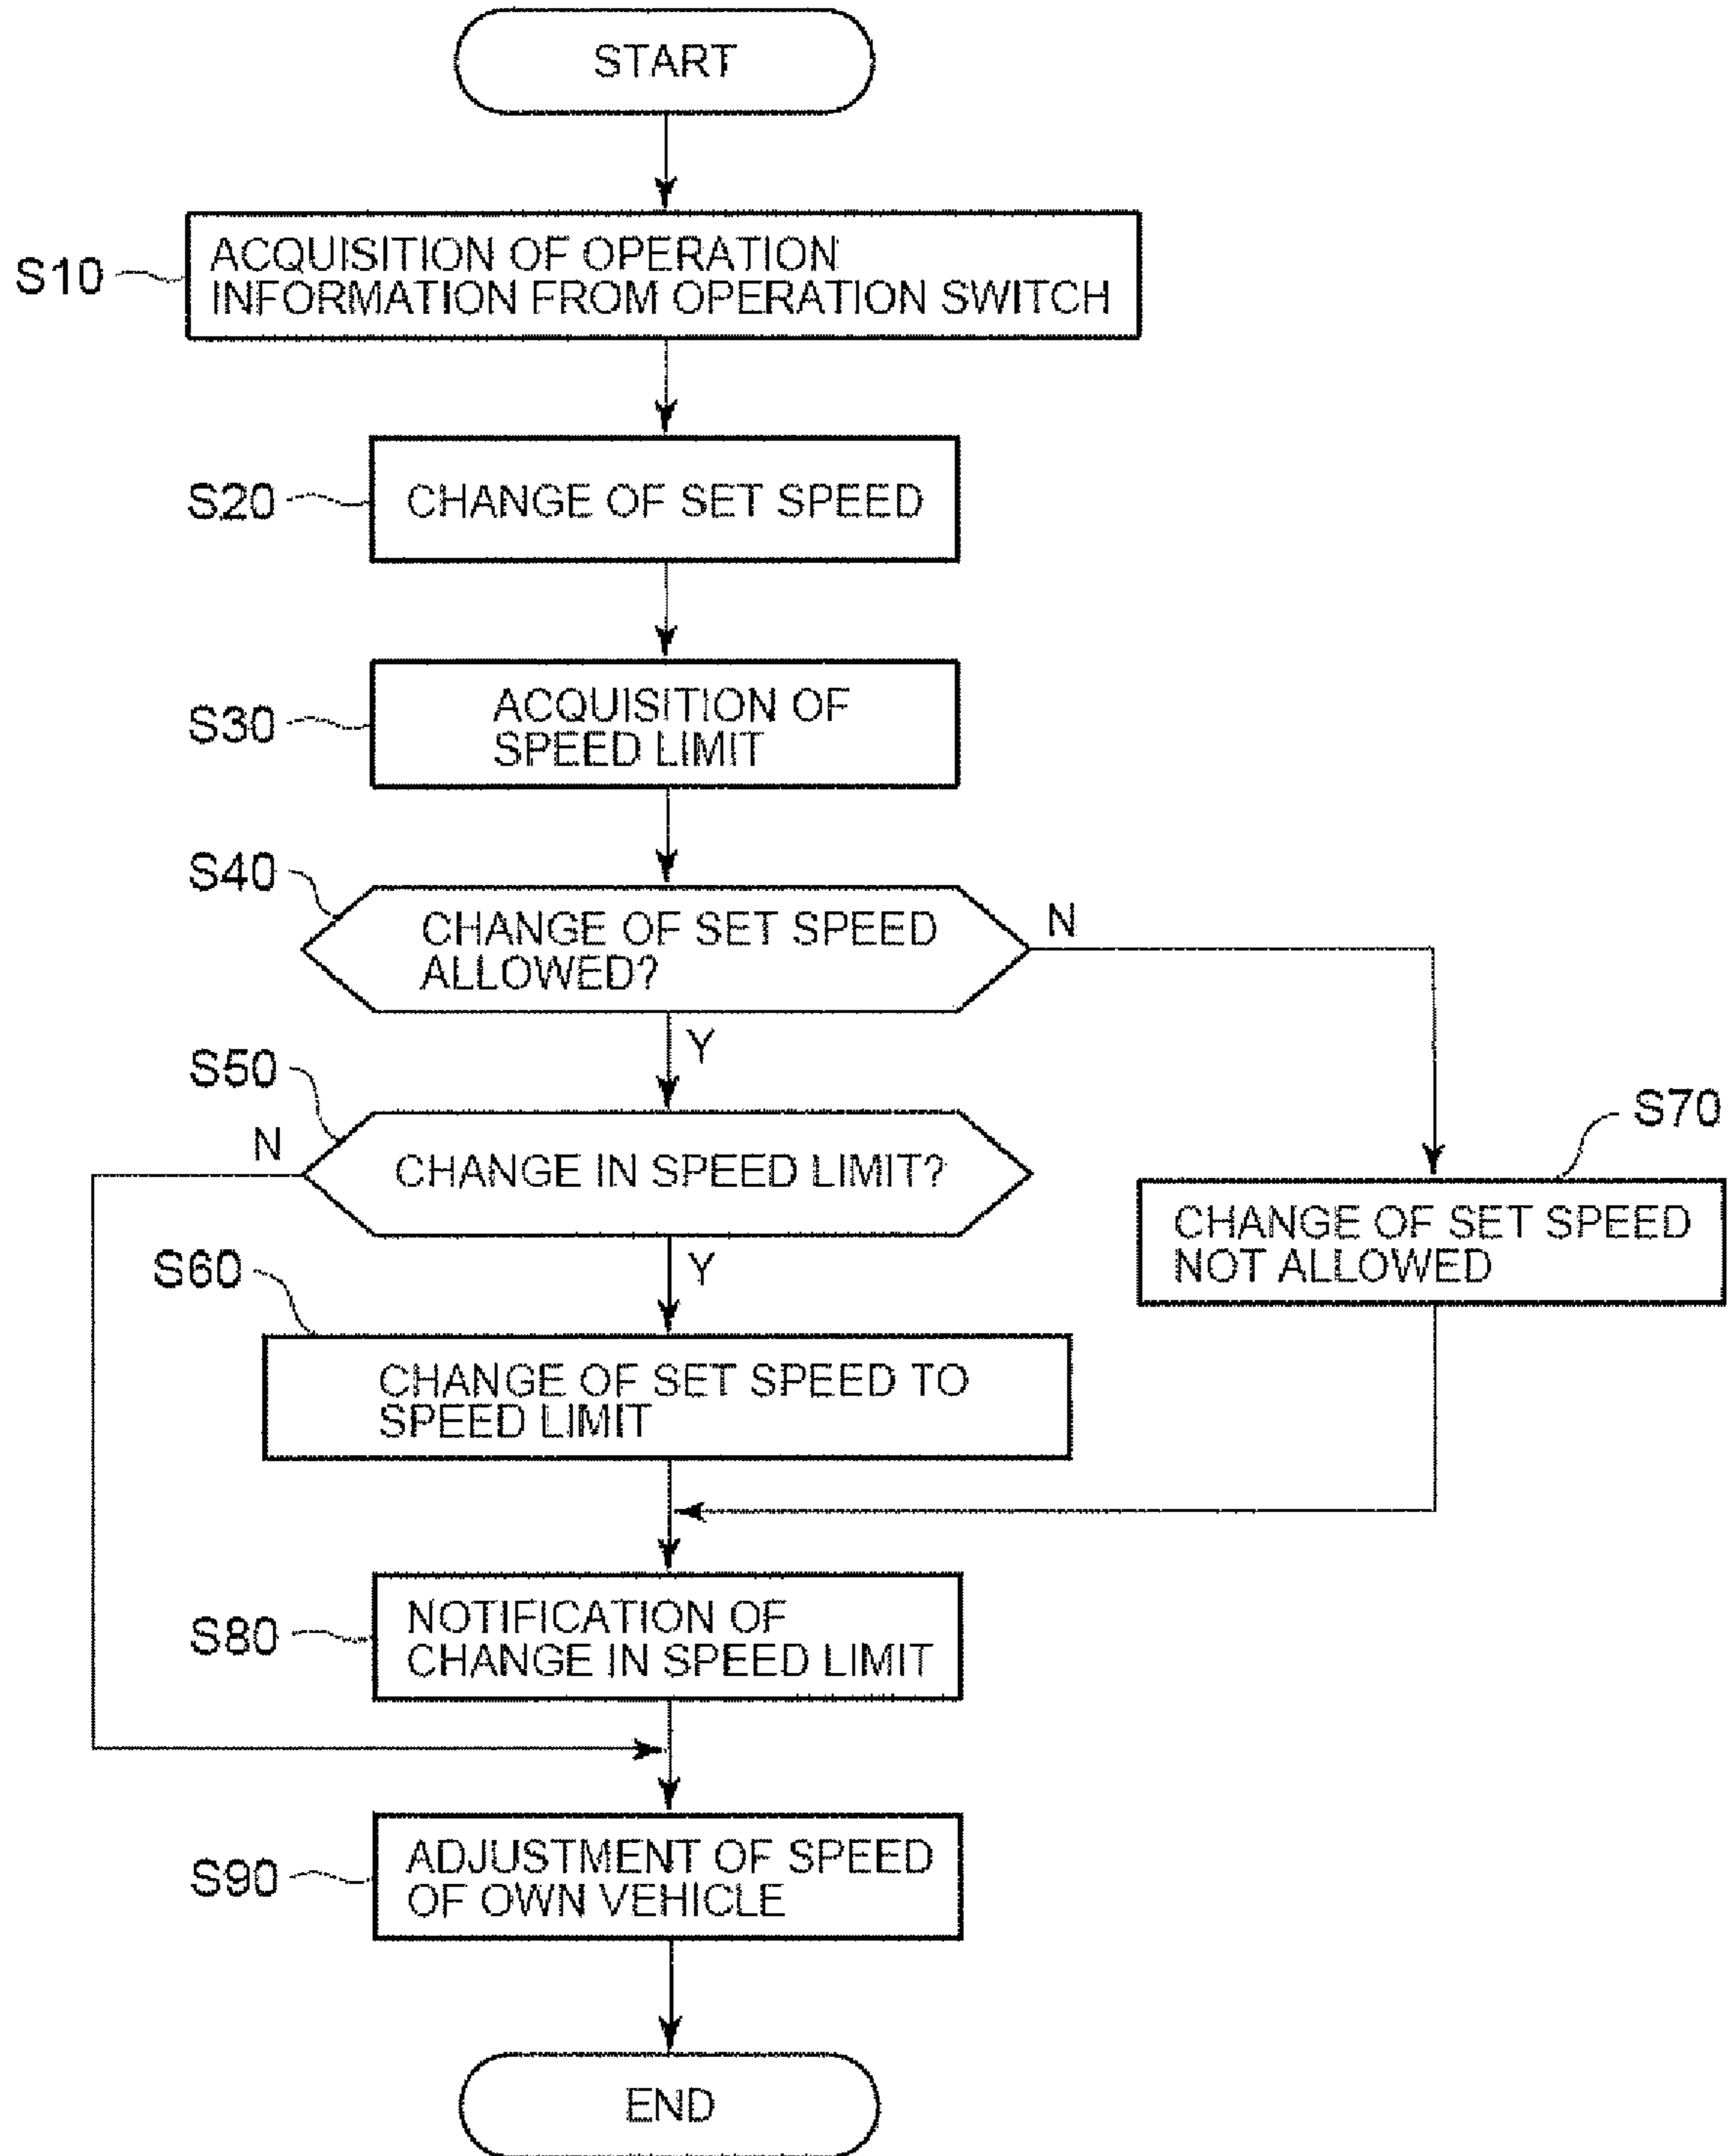 START
S10
ACQUISITION OF OPERATION
INFORMATION FROM OPERATION SWITCH
S20
CHANGE OF SET SPEED
S30
ACQUISITION OF
SPEED LIMIT
S40
CHANGE OF SET SPEED
ALLOWED?
N
Y
S50
N
CHANGE IN SPEED LIMIT?
Y
S70
CHANGE OF SET SPEED
NOT ALLOWED
S60
CHANGE OF SET SPEED TO
SPEED LIMIT
S80
NOTIFICATION OF
CHANGE IN SPEED LIMIT
S90
ADJUSTMENT OF SPEED
OF OWN VEHICLE
END